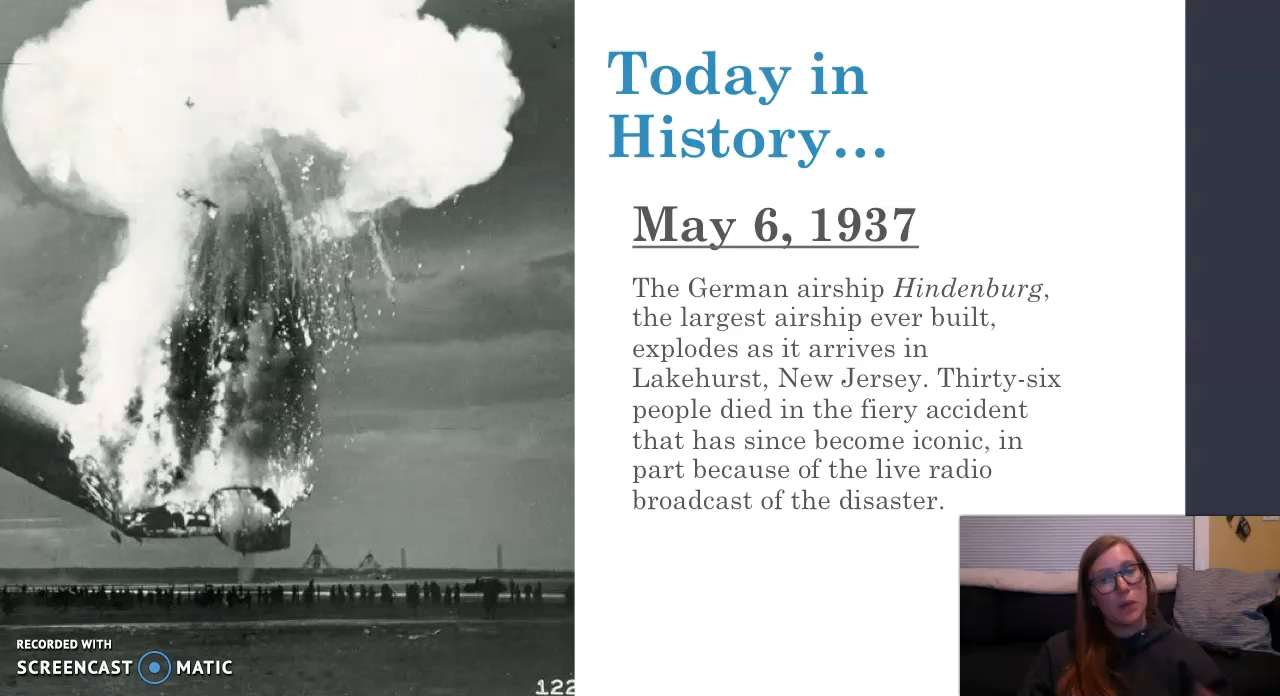 Today in
History...
May 6, 1937
The German airship Hindenburg,
the largest airship ever built,
explodes as it arrives in
Lakehurst, New Jersey. Thirty-six
people died in the fiery accident
that has since become iconic, in
part because of the live radio
broadcast of the disaster.
RECORDED WITH
SCREENCAST MATIC
122